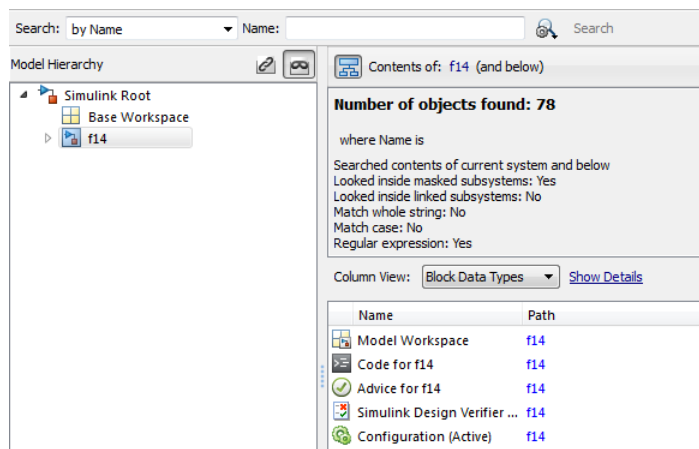 Search: by Name Name: Search
Model Hierarchy
Simulink Root
Base Workspace
f14
Contents of: f14 (and below)
Number of objects found: 78
where Name is
Searched contents of current system and below
Looked inside masked subsystems: Yes
Looked inside linked subsystems: No
Match whole string: No
Match case: No
Regular expression: Yes
Column View: Block Data Types Show Details
Name Path
Model Workspace f14
Code for f14 f14
Advice for f14 f14
Simulink Design Verifier ... f14
Configuration (Active) f14